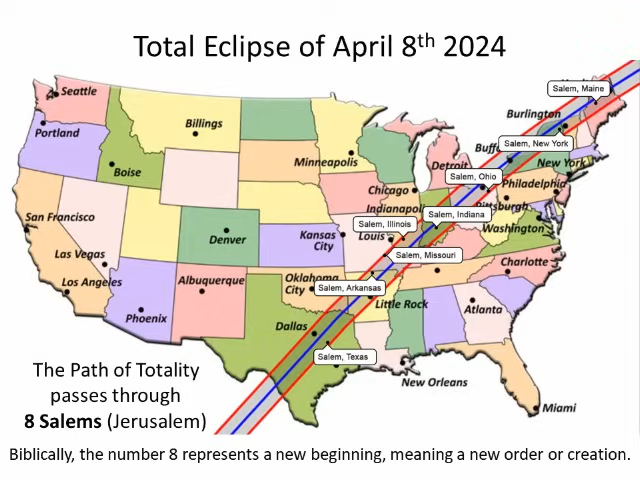 Total Eclipse of April 8th 2024
Salem, Maine
Seattle
Burlington
Portland
Billings
Salem, New York
Minneapolis
Buff
New York
Boise
Detroit
Salem, Ohio
Chicago
Philadelphia
Pittsburgh
Indianapol
Salem, Indiana
San Francisco
Salem, Illinois
Washington
Denver
Kansas
City
Louis
Las Vegas
Salem, Missouri
Charlotte
Los Angeles
Albuquerque
Oklahoma
City
Salem, Arkansas
Little Rock
Atlanta
Phoenix
Dallas
Salem, Texas
New Orleans
Miami
The Path of Totality
passes through
8 Salems (Jerusalem)
Biblically, the number 8 represents a new beginning, meaning a new order or creation.